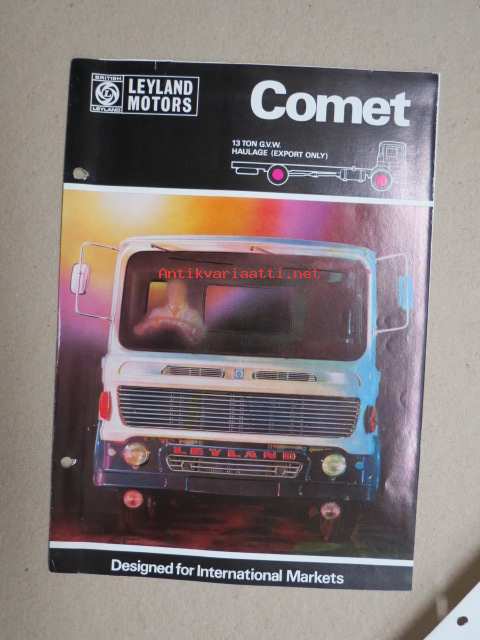 BRITISH
LEYLAND
LEYLAND
MOTORS
Comet
13 TON G.V.W.
HAULAGE (EXPORT ONLY)
Antikvariaatti.net
LEYLAND
Designed for International Markets